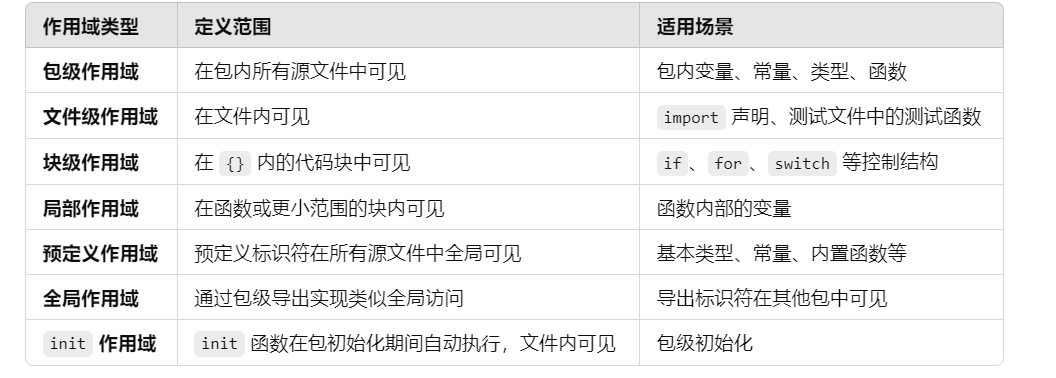 作用域类型 定义范围 适用场景
包级作用域 在包内所有源文件中可见 包内变量、常量、类型、函数
文件级作用域 在文件内可见 import 声明、测试文件中的测试函数
块级作用域 在 {} 内的代码块中可见 if、for、switch 等控制结构
局部作用域 在函数或更小范围的块内可见 函数内部的变量
预定义作用域 预定义标识符在所有源文件中全局可见 基本类型、常量、内置函数等
全局作用域 通过包级导出实现类似全局访问 导出标识符在其他包中可见
init 作用域 init 函数在包初始化期间自动执行，文件内可见 包级初始化